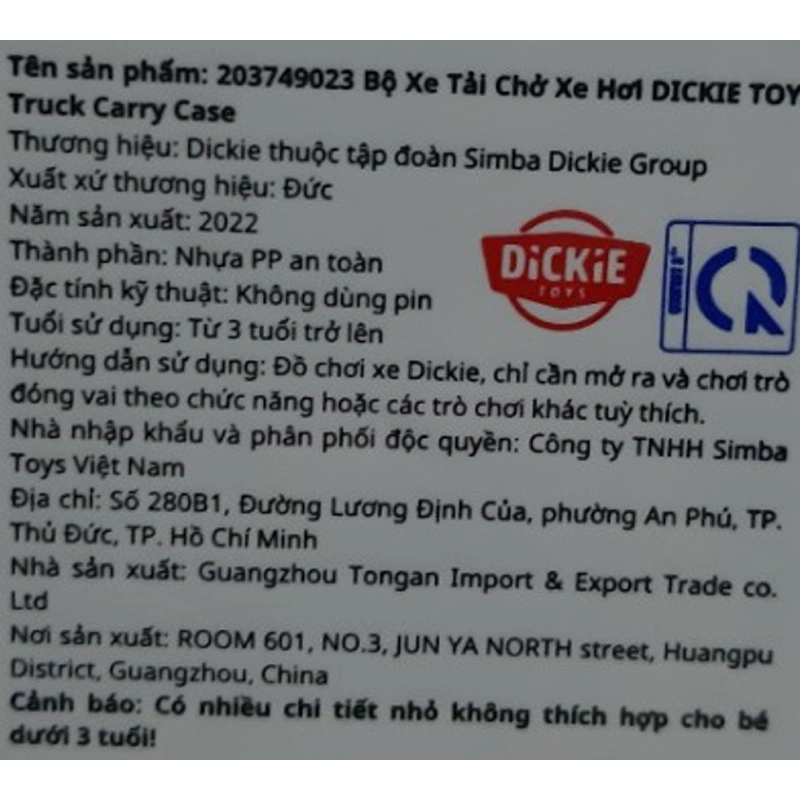 Tên sản phẩm: 203749023 Bộ Xe Tải Chở Xe Hơi DICKIE TOY
Truck Carry Case
Thương hiệu: Dickie thuộc tập đoàn Simba Dickie Group
Xuất xứ thương hiệu: Đức
Năm sản xuất: 2022
Thành phần: Nhựa PP an toàn
Đặc tính kỹ thuật: Không dùng pin
Tuổi sử dụng: Từ 3 tuổi trở lên
DiCKiE
TOYS
Hướng dẫn sử dụng: Đồ chơi xe Dickie, chỉ cần mở ra và chơi trò
đóng vai theo chức năng hoặc các trò chơi khác tuỳ thích.
Nhà nhập khẩu và phân phối độc quyền: Công ty TNHH Simba
Toys Việt Nam
Địa chỉ: Số 280B1, Đường Lương Định Của, phường An Phú, TP.
Thủ Đức, TP. Hồ Chí Minh
Nhà sản xuất: Guangzhou Tongan Import & Export Trade co.
Ltd
Nơi sản xuất: ROOM 601, NO.3, JUN YA NORTH street, Huangpu
District, Guangzhou, China
Cảnh báo: Có nhiều chi tiết nhỏ không thích hợp cho bé
dưới 3 tuổi!